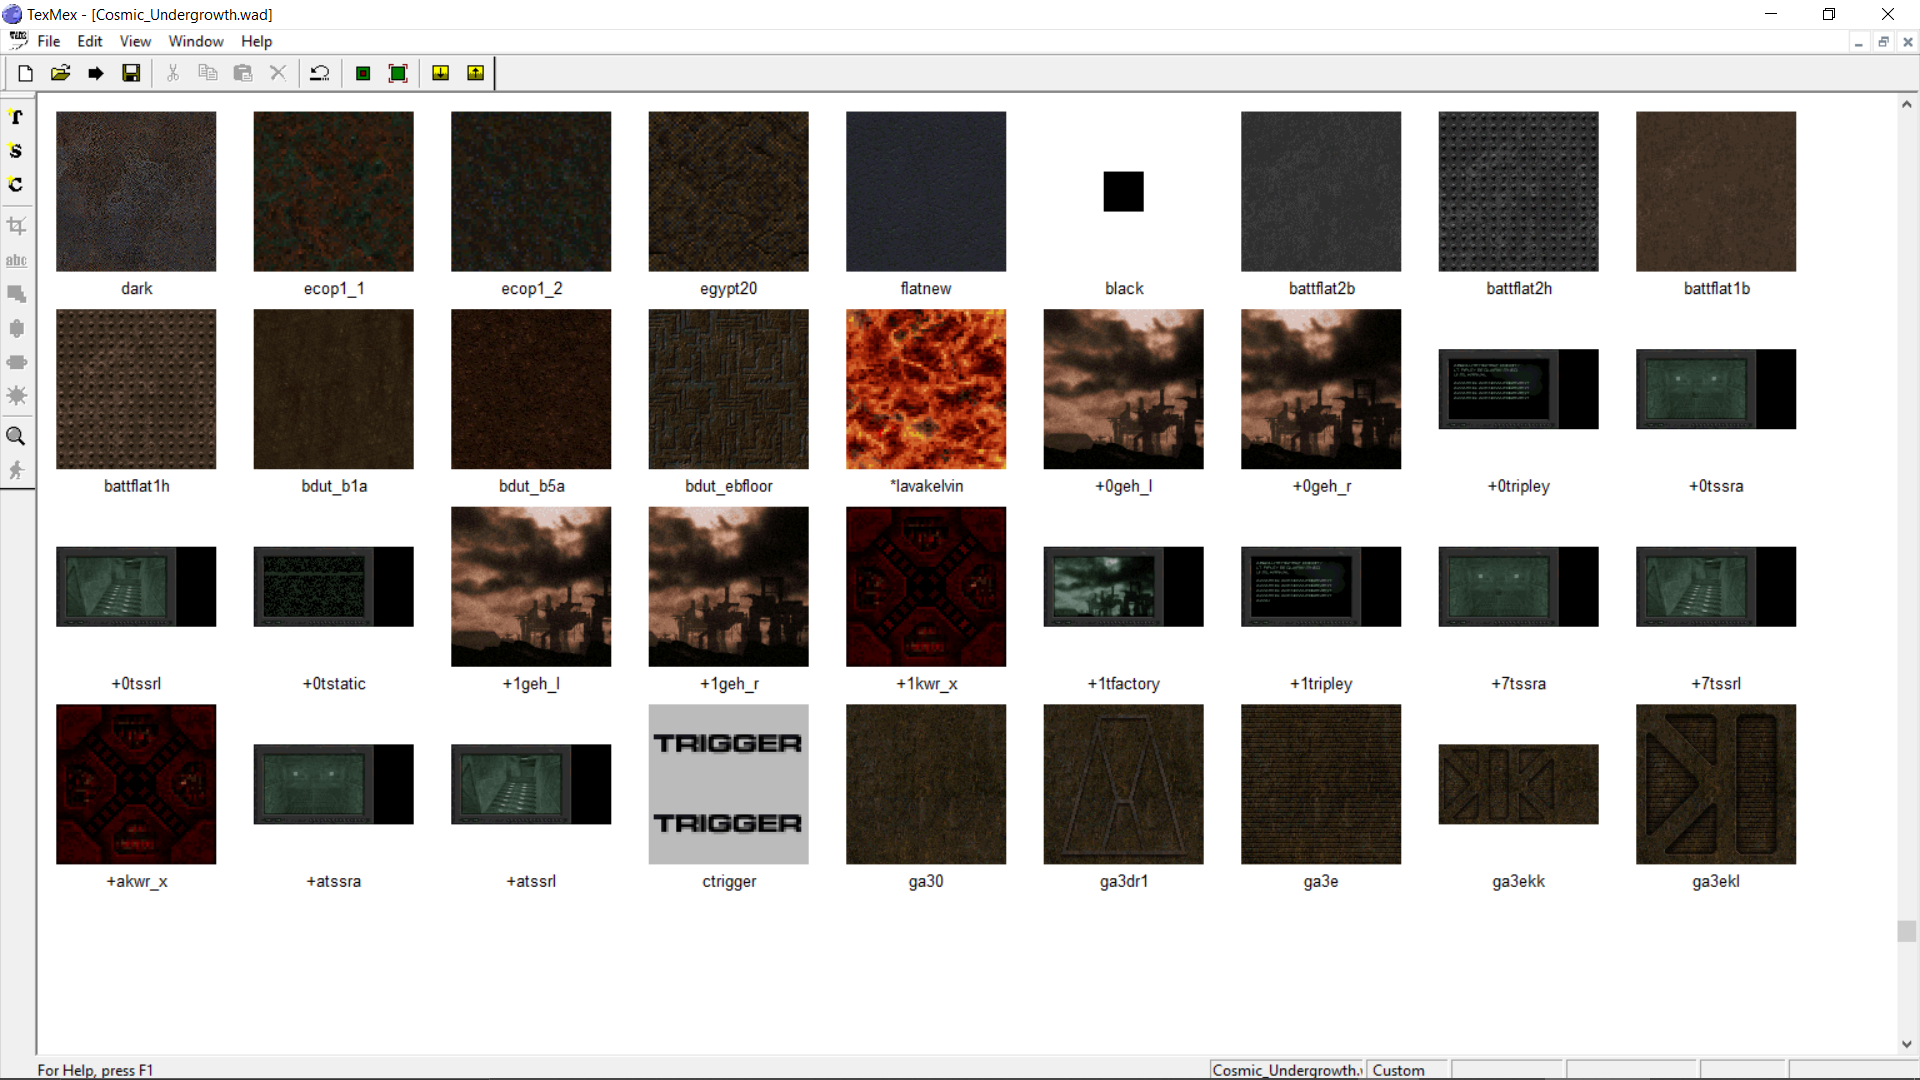 TexMex - [Cosmic_Undergrowth.wad]
File Edit View Window Help
T
S
C
abc
dark ecop1_1 ecop1_2 egypt20 flatnew black battflat2b battflat2h battflat1b
battflat1h bdut_b1a bdut_b5a bdut_ebfloor *lavakelvin +0geh_l +0geh_r +0tripley +0tssra
+0tssrl +0tstatic +1geh_l +1geh_r +1kwr_x +1tfactory +1tripley +7tssra +7tssrl
TRIGGER
TRIGGER
+akwr_x +atssra +atssrl ctrigger ga30 ga3dr1 ga3e ga3ekk ga3ekl
For Help, press F1 Cosmic_Undergrowth. Custom